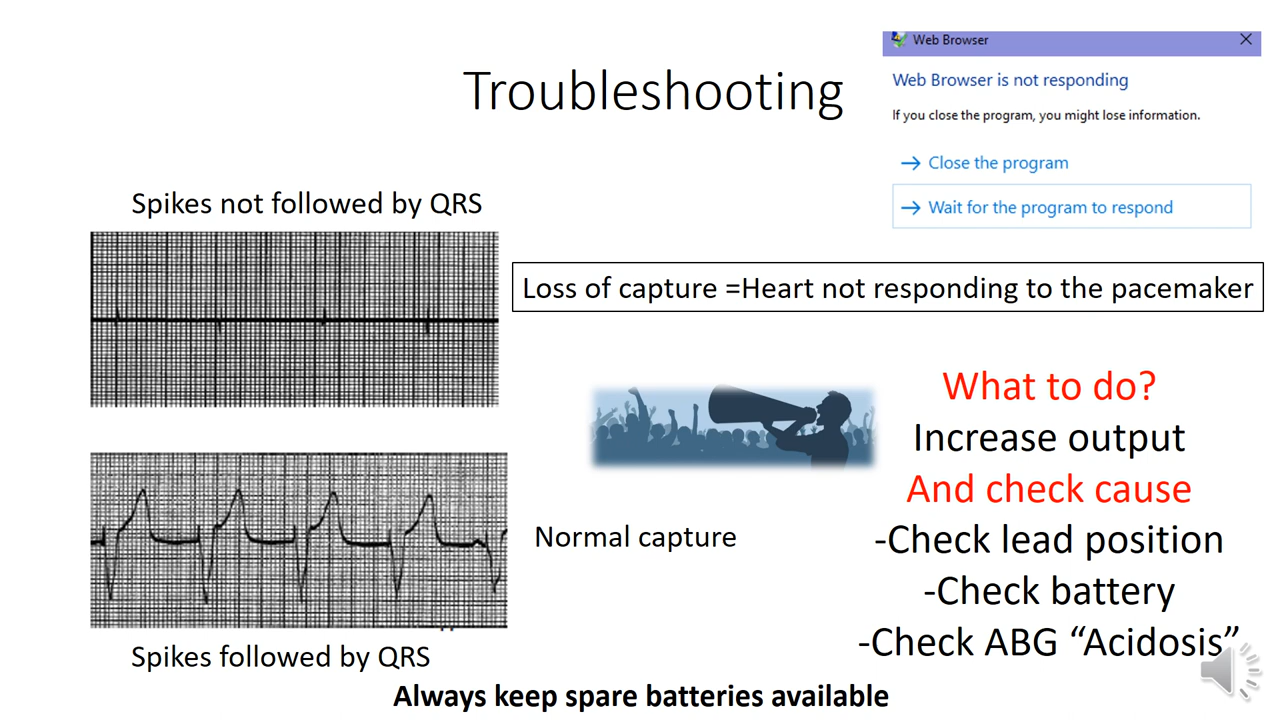 Web Browser
Web Browser is not responding
If you close the program, you might lose information.
Close the program
Wait for the program to respond
Troubleshooting
Spikes not followed by QRS
Loss of capture =Heart not responding to the pacemaker
What to do?
Increase output
And check cause
-Check lead position
-Check battery
-Check ABG “Acidosis”
Normal capture
Spikes followed by QRS
Always keep spare batteries available